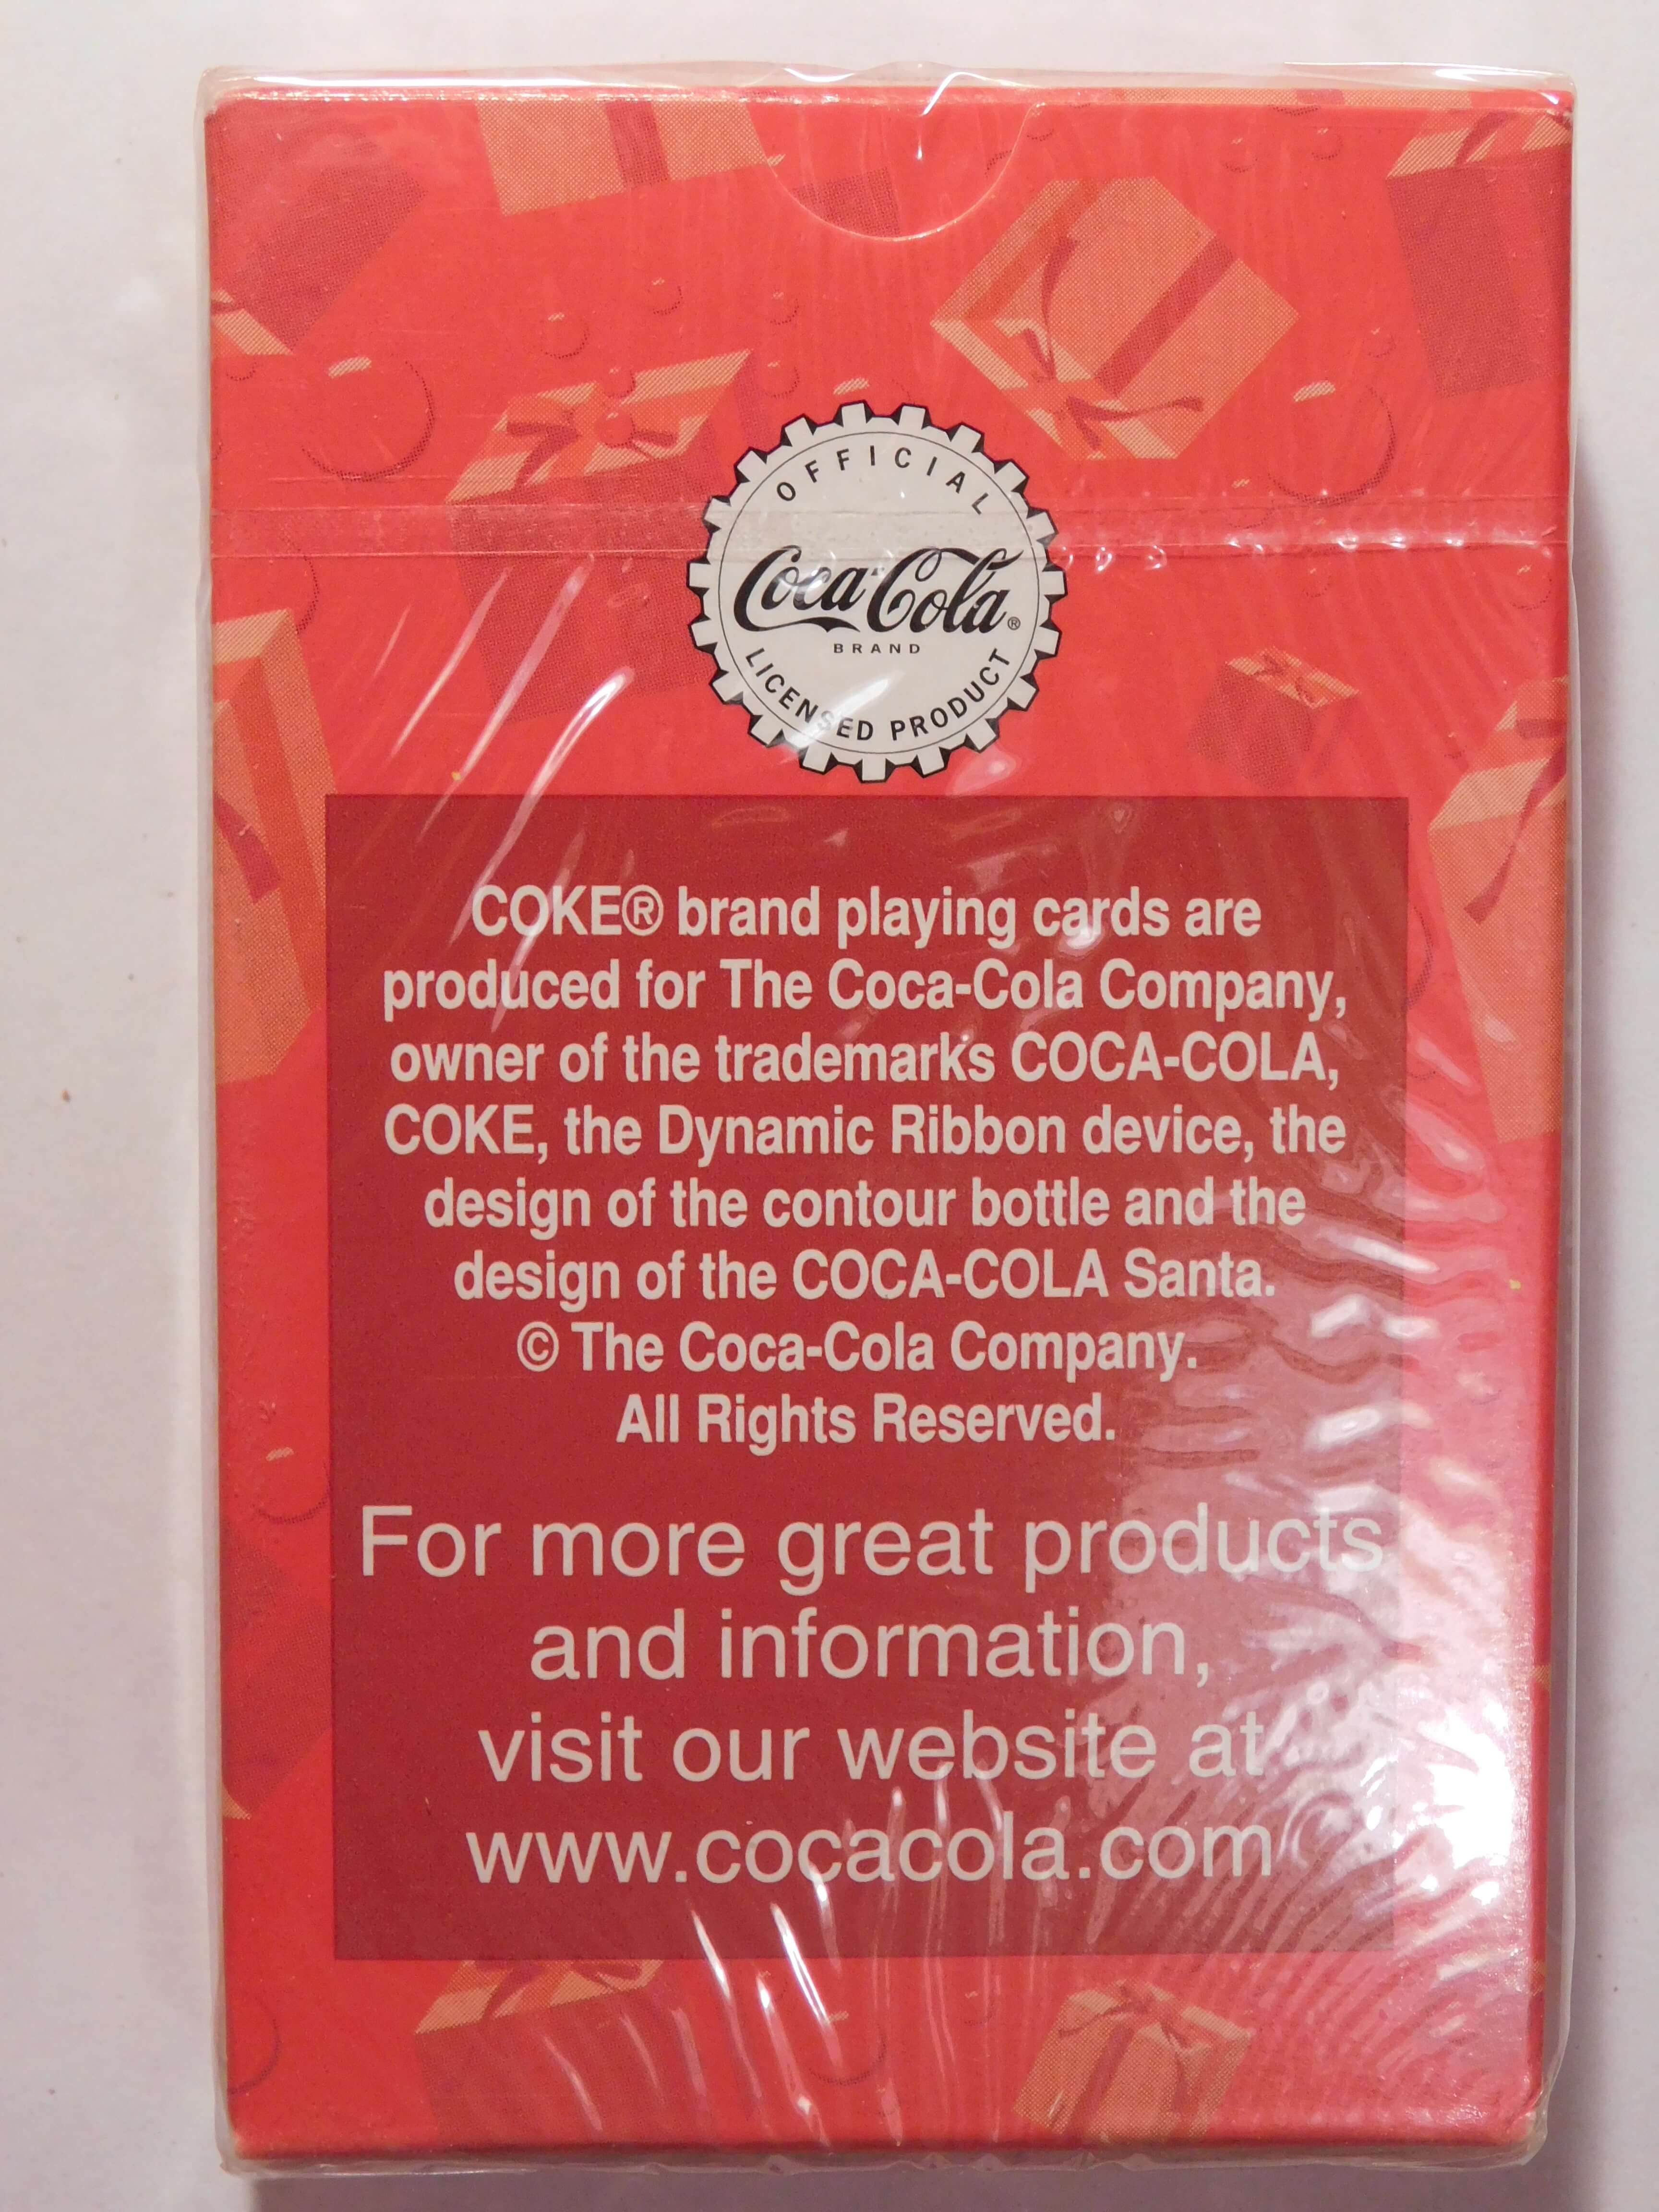 OFFICIAL
Coca-Cola®
BRAND
LICENSED PRODUCT
COKE® brand playing cards are
produced for The Coca-Cola Company,
owner of the trademarks COCA-COLA,
COKE, the Dynamic Ribbon device, the
design of the contour bottle and the
design of the COCA-COLA Santa.
© The Coca-Cola Company.
All Rights Reserved.
For more great products
and information,
visit our website at
www.cocacola.com